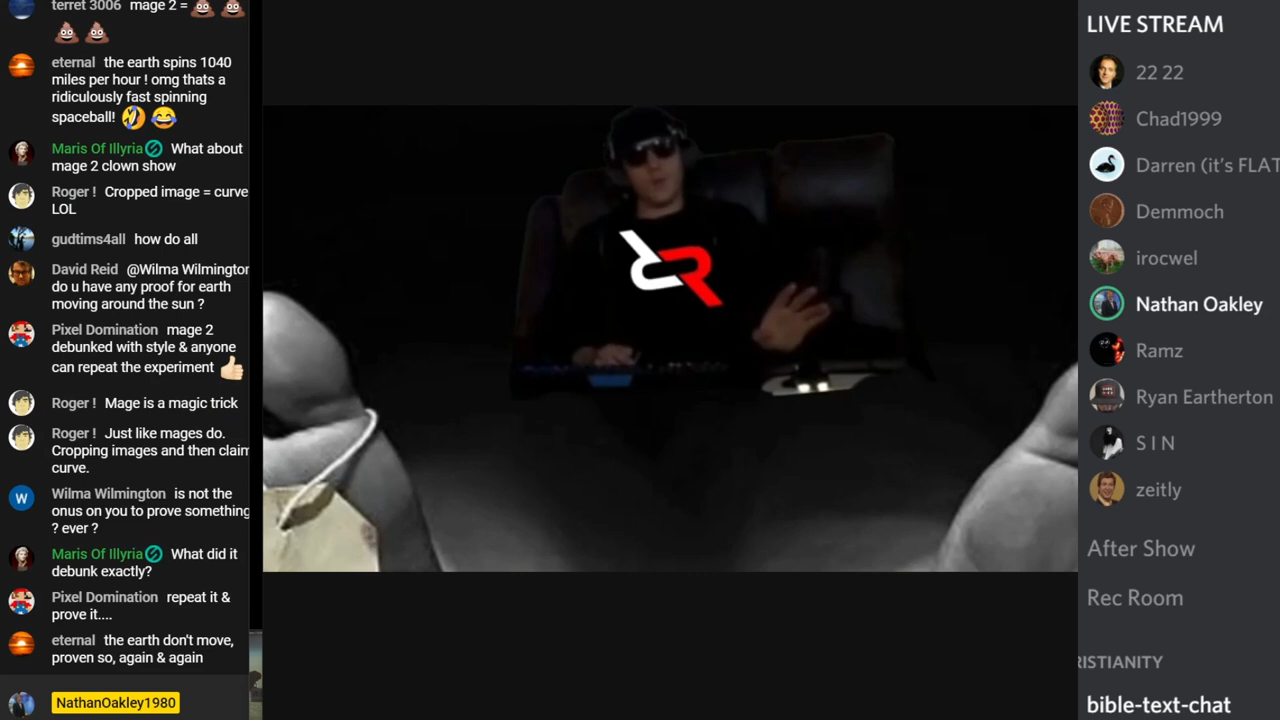 terret 3006 mage 2 = 💩 💩
💩 💩
eternal the earth spins 1040
miles per hour ! omg thats a
ridiculously fast spinning
spaceball! 🤣 😂
Maris Of Illyria What about
mage 2 clown show
Roger ! Cropped image = curve
LOL
gudtims4all how do all
David Reid @Wilma Wilmington
do u have any proof for earth
moving around the sun ?
Pixel Domination mage 2
debunked with style & anyone
can repeat the experiment 👍🏻
Roger ! Mage is a magic trick
Roger ! Just like mages do.
Cropping images and then claim
curve.
W
Wilma Wilmington is not the
onus on you to prove something
? ever ?
Maris Of Illyria What did it
debunk exactly?
Pixel Domination repeat it &
prove it....
eternal the earth don't move,
proven so, again & again
NathanOakley1980
R
LIVE STREAM
22 22
Chad1999
Darren (it's FLAT
Demmoch
irocwel
Nathan Oakley
Ramz
Ryan Eartherton
S I N
zeitly
After Show
Rec Room
RISTIANITY
bible-text-chat